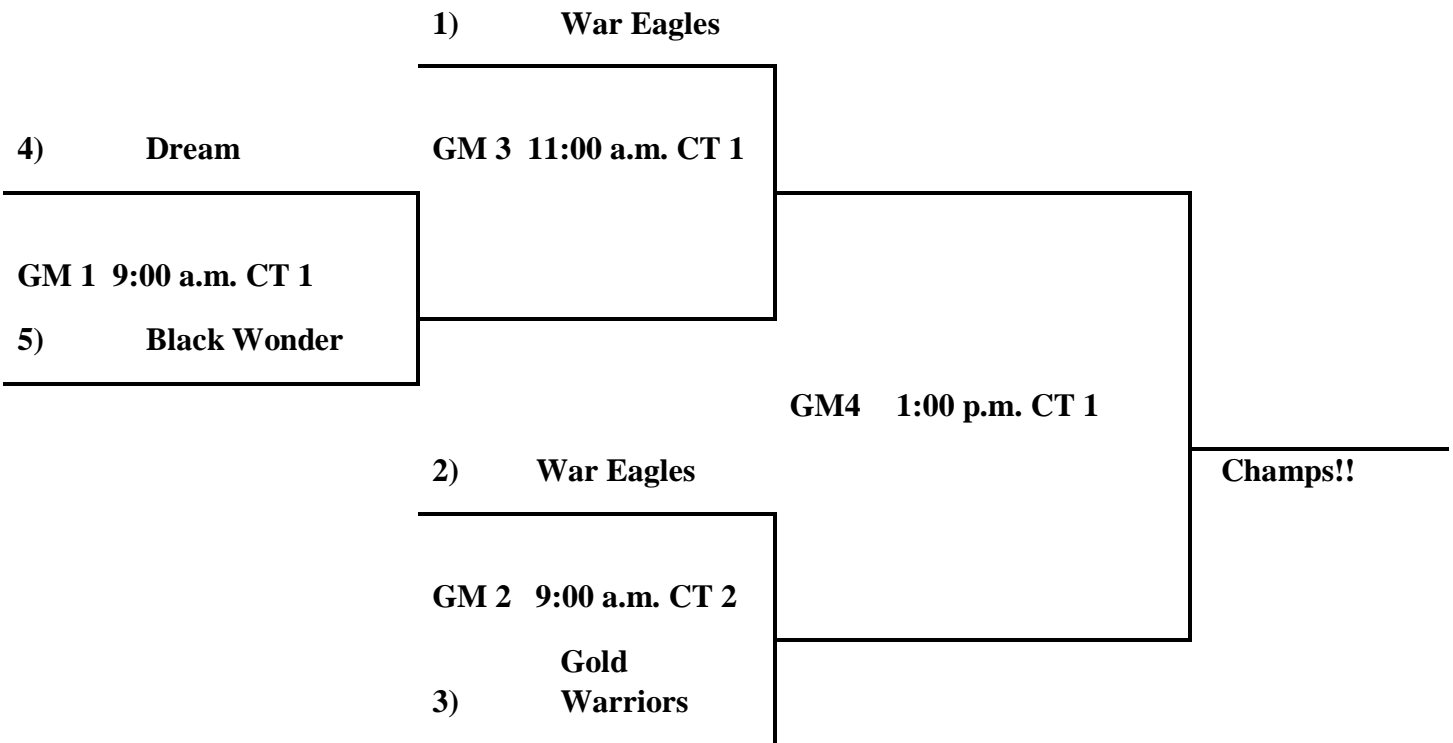 1) War Eagles
4) Dream
GM 3 11:00 a.m. CT 1
GM 1 9:00 a.m. CT 1
5) Black Wonder
GM4 1:00 p.m. CT 1
2) War Eagles
Champs!!
GM 2 9:00 a.m. CT 2
Gold
3) Warriors